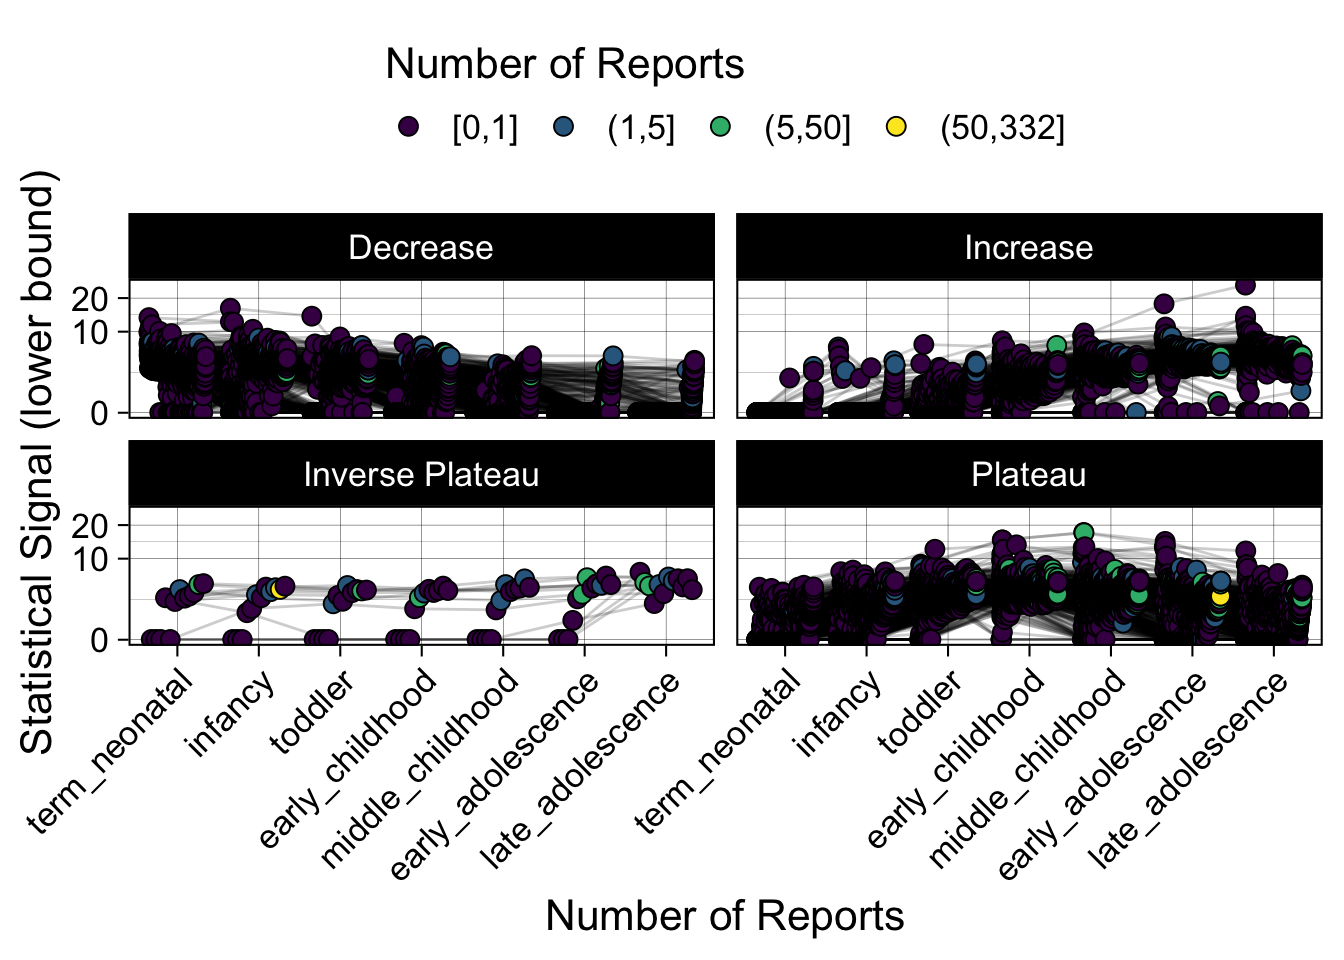 Number of Reports
[0,1] (1,5] (5,50] (50,332]
Statistical Signal (lower bound)
Decrease
Increase
20
10
0
Inverse Plateau
Plateau
20
10
0
term_neonatal
infancy
toddler
early_childhood
middle_childhood
early_adolescence
late_adolescence
term_neonatal
infancy
toddler
early_childhood
middle_childhood
early_adolescence
late_adolescence
Number of Reports